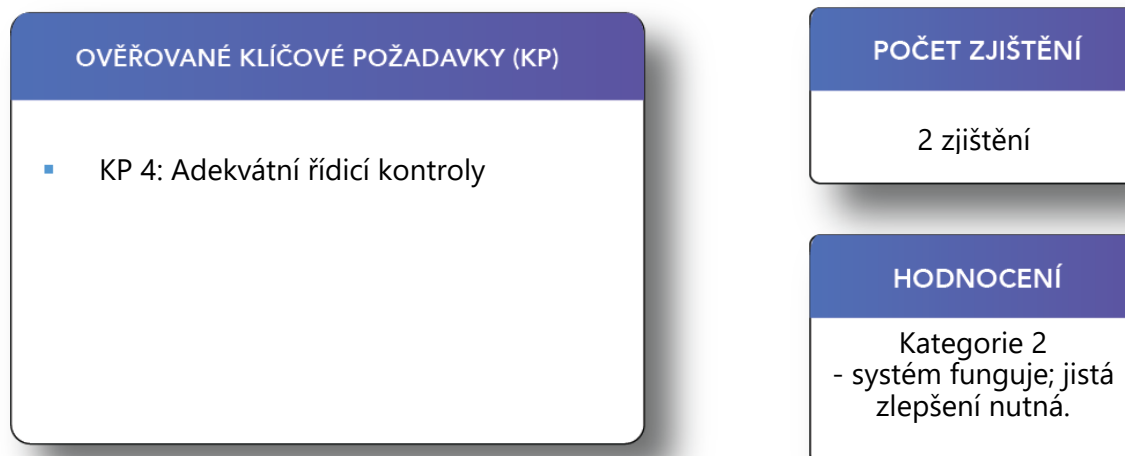 OVĚŘOVANÉ KLÍČOVÉ POŽADAVKY (KP)
▪ KP 4: Adekvátní řídicí kontroly
POČET ZJIŠTĚNÍ
2 zjištění
HODNOCENÍ
Kategorie 2
- systém funguje; jistá
zlepšení nutná.